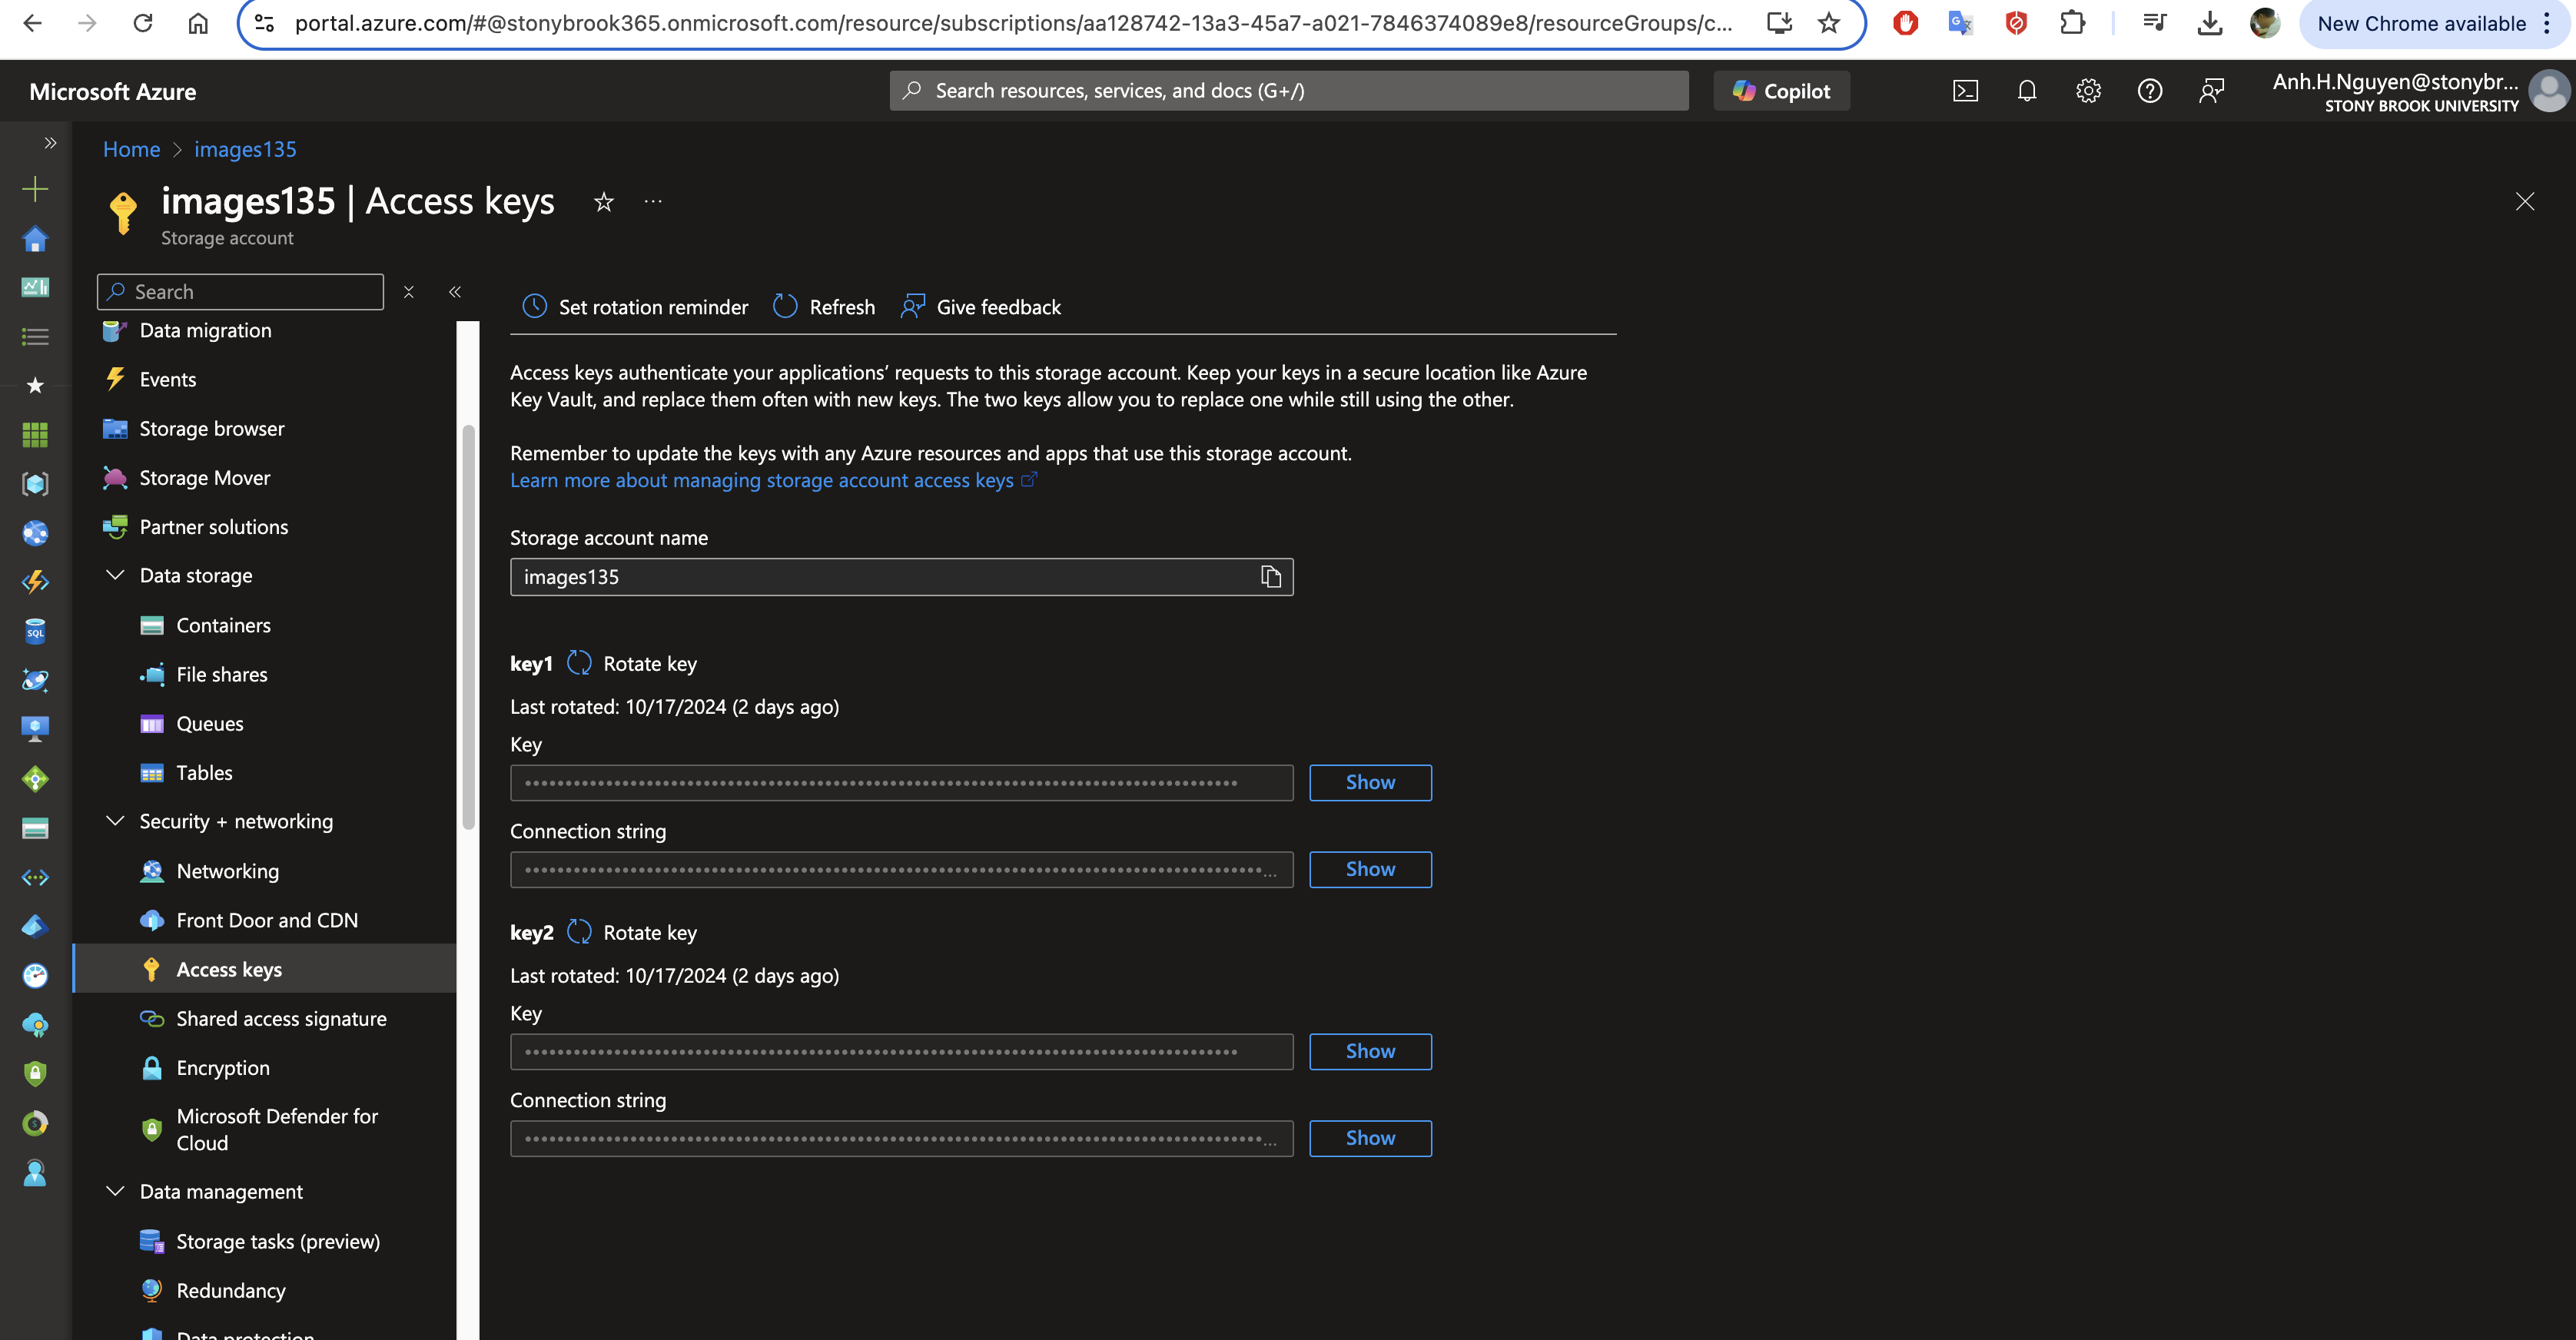 portal.azure.com/#@stonybrook365.onmicrosoft.com/resource/subscriptions/aa128742-13a3-45a7-a021-7846374089e8/resourceGroups/c...
New Chrome available
Microsoft Azure
Search resources, services, and docs (G+/)
Copilot
Anh.H.Nguyen@stonybr...
STONY BROOK UNIVERSITY
Home > images135
images135 | Access keys
Storage account
Search
Data migration
Events
Storage browser
Storage Mover
Partner solutions
Data storage
Containers
File shares
Queues
Tables
Security + networking
Networking
Front Door and CDN
Access keys
Shared access signature
Encryption
Microsoft Defender for
Cloud
Data management
Storage tasks (preview)
Redundancy
Data protection
Set rotation reminder
Refresh
Give feedback
Access keys authenticate your applications’ requests to this storage account. Keep your keys in a secure location like Azure
Key Vault, and replace them often with new keys. The two keys allow you to replace one while still using the other.
Remember to update the keys with any Azure resources and apps that use this storage account.
Learn more about managing storage account access keys
Storage account name
images135
key1 Rotate key
Last rotated: 10/17/2024 (2 days ago)
Key
Show
Connection string
Show
key2 Rotate key
Last rotated: 10/17/2024 (2 days ago)
Key
Show
Connection string
Show